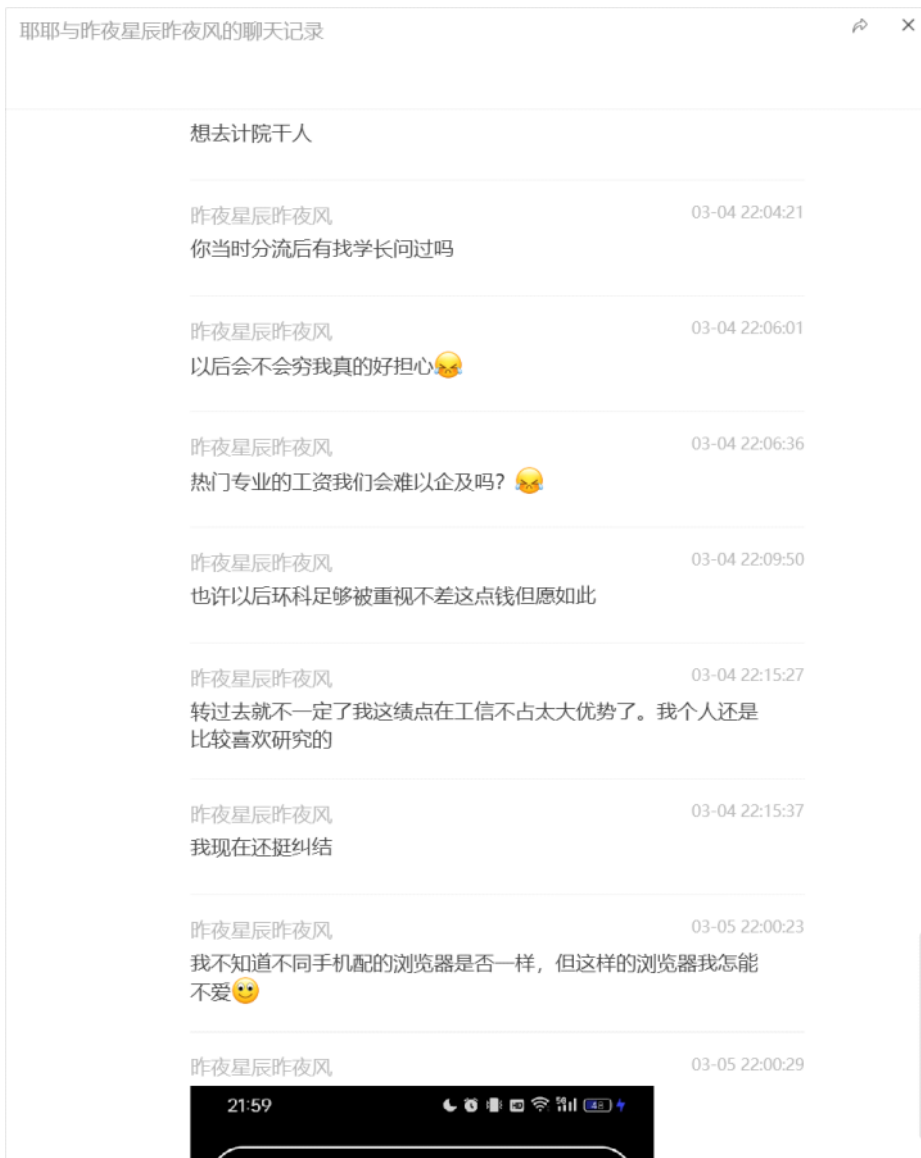 耶耶与昨夜星辰昨夜风的聊天记录
想去计院干人
昨夜星辰昨夜风 03-04 22:04:21
你当时分流后有找学长问过吗
昨夜星辰昨夜风 03-04 22:06:01
以后会不会穷我真的好担心😖
昨夜星辰昨夜风 03-04 22:06:36
热门专业的工资我们会难以企及吗？😖
昨夜星辰昨夜风 03-04 22:09:50
也许以后环科足够被重视不差这点钱但愿如此
昨夜星辰昨夜风 03-04 22:15:27
转过去就不一定了我这绩点在工信不占太大优势了。我个人还是
比较喜欢研究的
昨夜星辰昨夜风 03-04 22:15:37
我现在还挺纠结
昨夜星辰昨夜风 03-05 22:00:23
我不知道不同手机配的浏览器是否一样，但这样的浏览器我怎能
不爱🙂
昨夜星辰昨夜风 03-05 22:00:29
21:59 HD 5G 48